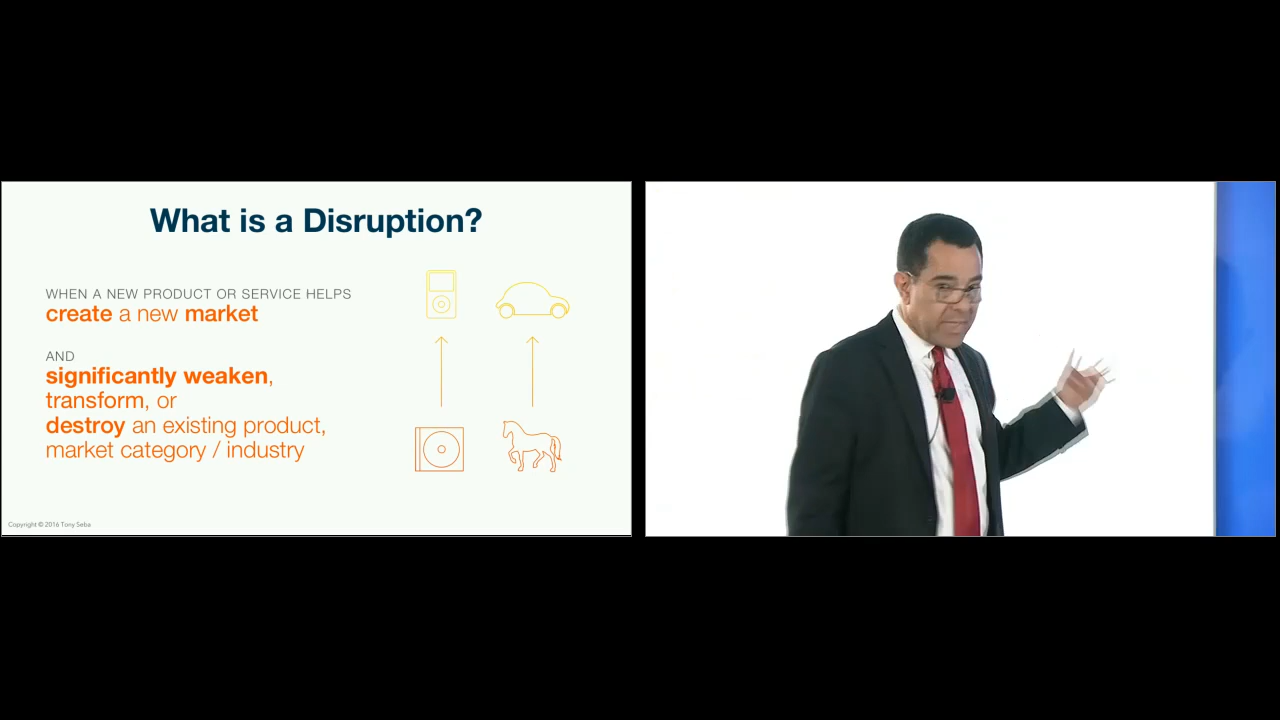 What is a Disruption?
WHEN A NEW PRODUCT OR SERVICE HELPS
create a new market
AND
significantly weaken,
transform, or
destroy an existing product,
market category / industry
Copyright © 2016 Tony Seba